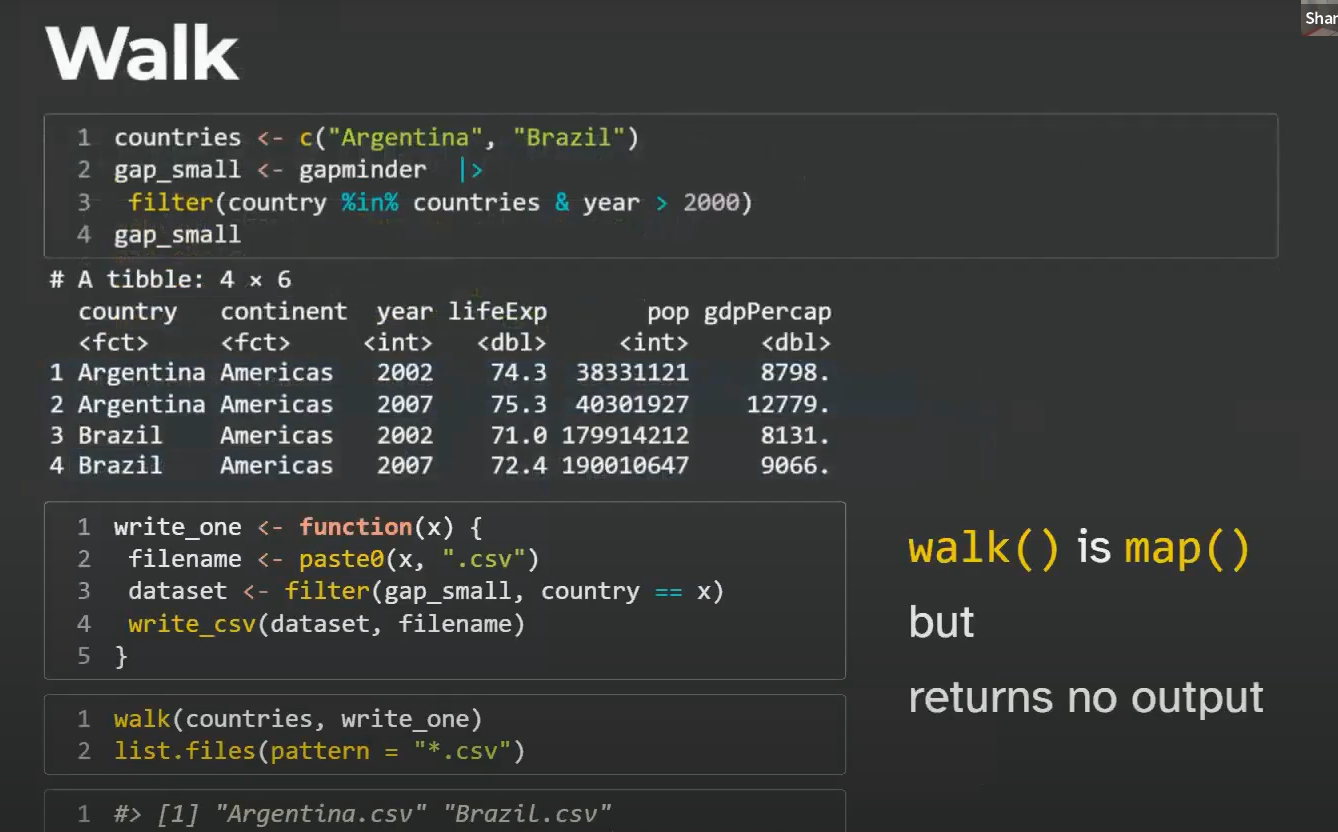 Walk
1 countries <- c("Argentina", "Brazil")
2 gap_small <- gapminder  |>
3  filter(country %in% countries & year > 2000)
4 gap_small
# A tibble: 4 × 6
  country   continent  year lifeExp       pop gdpPercap
  <fct>     <fct>     <int>   <dbl>     <int>     <dbl>
1 Argentina Americas   2002    74.3  38331121     8798.
2 Argentina Americas   2007    75.3  40301927    12779.
3 Brazil    Americas   2002    71.0 179914212     8131.
4 Brazil    Americas   2007    72.4 190010647     9066.
1 write_one <- function(x) {
2  filename <- paste0(x, ".csv")
3  dataset <- filter(gap_small, country == x)
4  write_csv(dataset, filename)
5 }
1 walk(countries, write_one)
2 list.files(pattern = "*.csv")
1 #> [1] "Argentina.csv" "Brazil.csv"
walk() is map()
but
returns no output